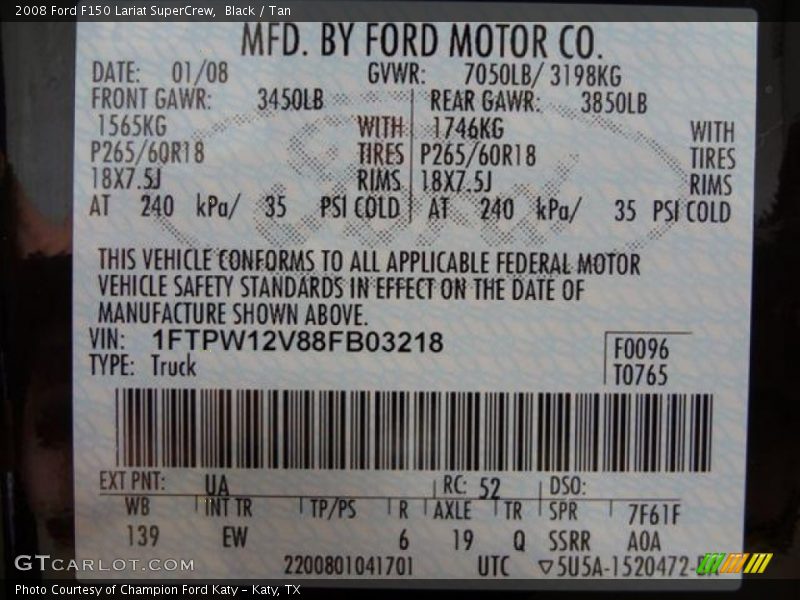 2008 Ford F150 Lariat SuperCrew, Black / Tan
MFD. BY FORD MOTOR CO.
DATE: 01/08 GVWR: 7050LB/ 3198KG
FRONT GAWR: 3450LB REAR GAWR: 3850LB
1565KG WITH 1746KG WITH
P265/60R18 TIRES P265/60R18 TIRES
18X7.5J RIMS 18X7.5J RIMS
AT 240 kPa/ 35 PSI COLD AT 240 kPa/ 35 PSI COLD
THIS VEHICLE CONFORMS TO ALL APPLICABLE FEDERAL MOTOR
VEHICLE SAFETY STANDARDS IN EFFECT ON THE DATE OF
MANUFACTURE SHOWN ABOVE.
VIN: 1FTPW12V88FB03218
F0096
TYPE: Truck
T0765
EXT PNT: UA RC: 52 DSO:
WB INT TR TP/PS R AXLE TR SPR 7F61F
139 EW 6 19 Q SSRR AOA
2200801041701 UTC ▽5U5A-1520472-
GTCARLOT.COM
Photo Courtesy of Champion Ford Katy – Katy, TX